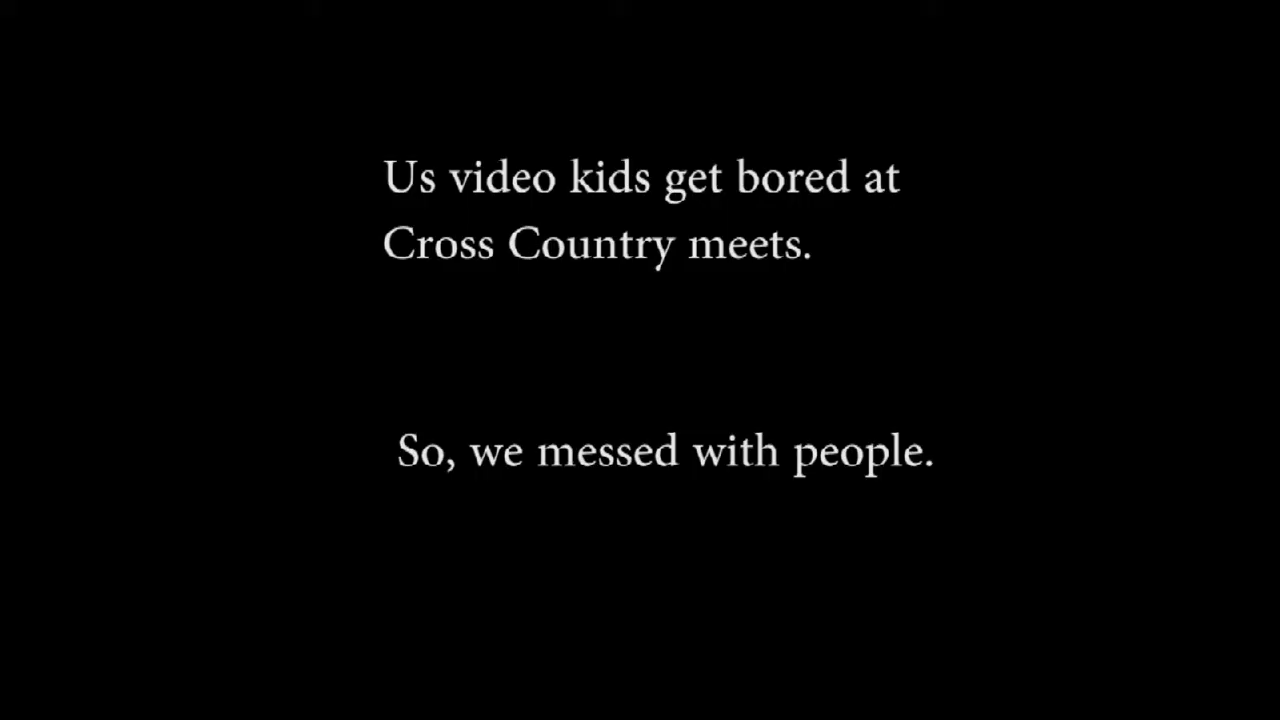 Us video kids get bored at
Cross Country meets.
So, we messed with people.